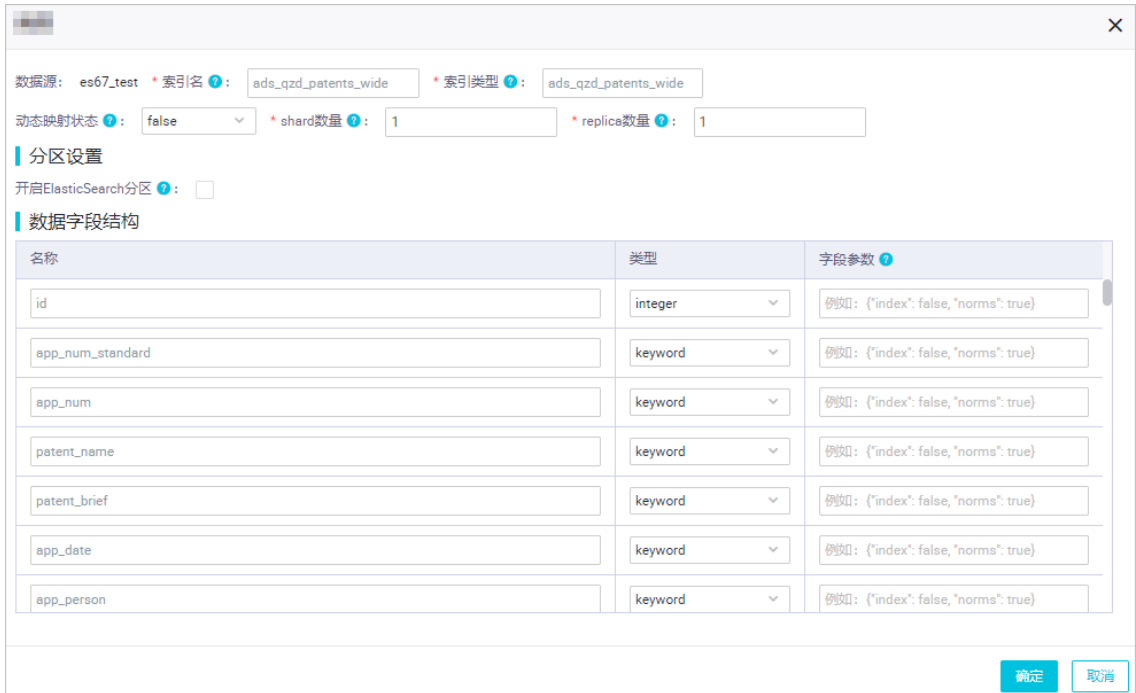 数据源： es67_test * 索引名 ?： ads_qzd_patents_wide * 索引类型 ?： ads_qzd_patents_wide
动态映射状态 ?： false * shard数量 ?： 1 * replica数量 ?： 1
分区设置
开启ElasticSearch分区 ?：
数据字段结构
名称 类型 字段参数 ?
id integer 例如：{"index": false, "norms": true}
app_num_standard keyword 例如：{"index": false, "norms": true}
app_num keyword 例如：{"index": false, "norms": true}
patent_name keyword 例如：{"index": false, "norms": true}
patent_brief keyword 例如：{"index": false, "norms": true}
app_date keyword 例如：{"index": false, "norms": true}
app_person keyword 例如：{"index": false, "norms": true}
确定 取消